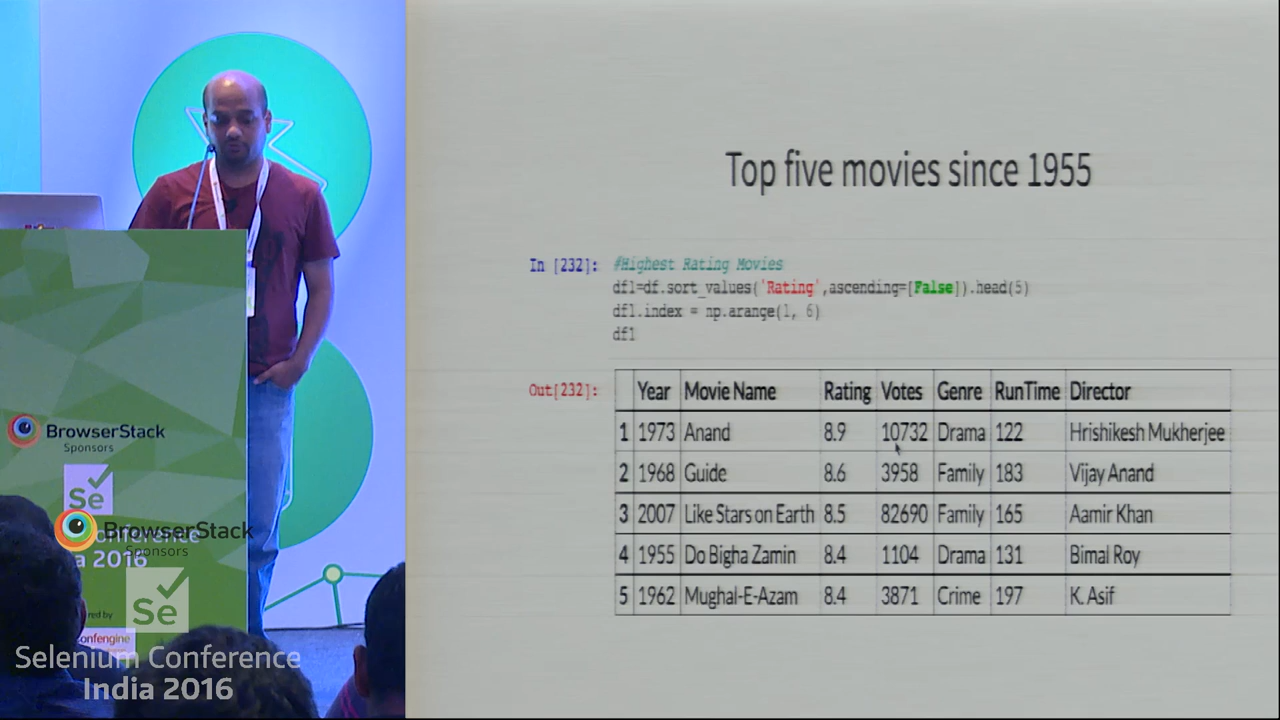 Top five movies since 1955
In [232]: #Highest Rating Movies
df1=df.sort_values('Rating',ascending=[False]).head(5)
df1.index = np.arange(1, 6)
df1
Out[232]:
Year Movie Name Rating Votes Genre RunTime Director
1 1973 Anand 8.9 10732 Drama 122 Hrishikesh Mukherjee
2 1968 Guide 8.6 3958 Family 183 Vijay Anand
3 2007 Like Stars on Earth 8.5 82690 Family 165 Aamir Khan
4 1955 Do Bigha Zamin 8.4 1104 Drama 131 Bimal Roy
5 1962 Mughal-E-Azam 8.4 3871 Crime 197 K. Asif
BrowserStack
Sponsors
Se
BrowserStack
Sponsors
a 2016
Se
ed by
onfengine
Selenium Conference
India 2016